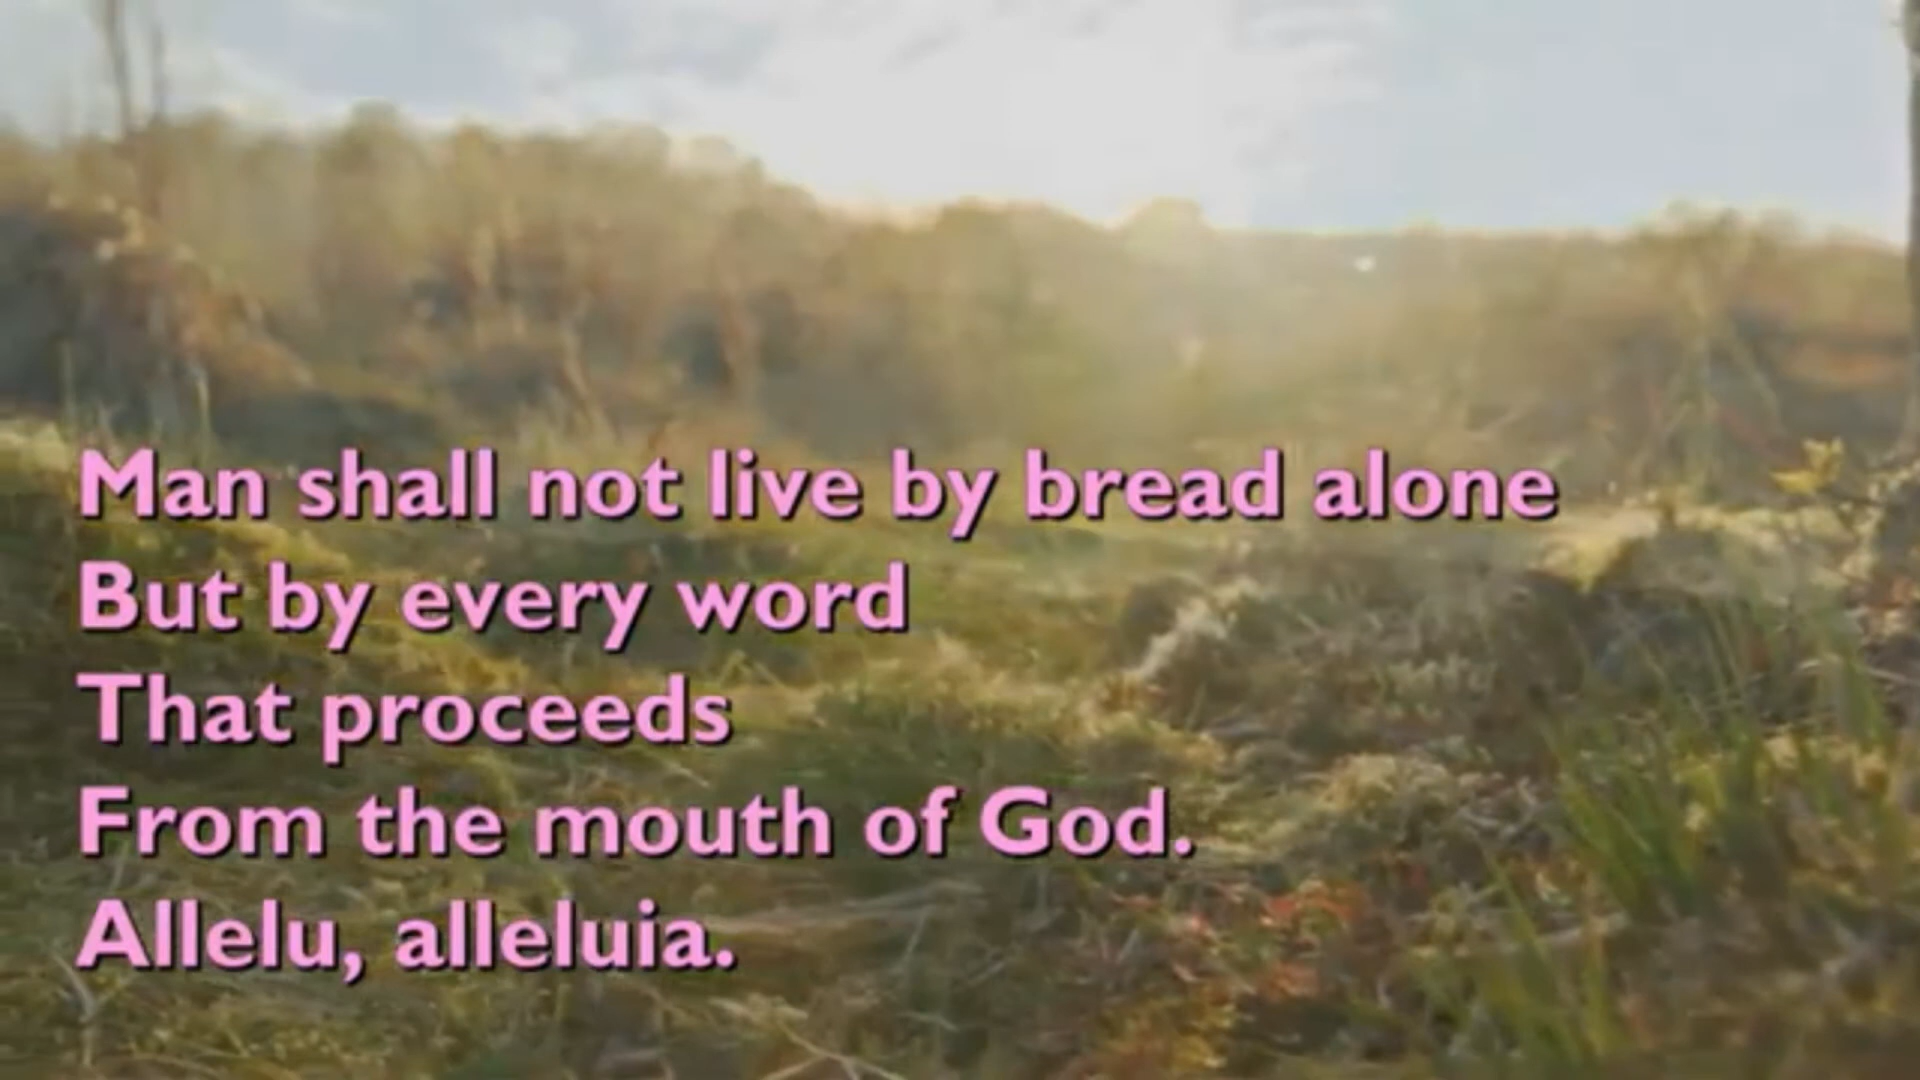 Man shall not live by bread alone
But by every word
That proceeds
From the mouth of God.
Allelu, alleluia.